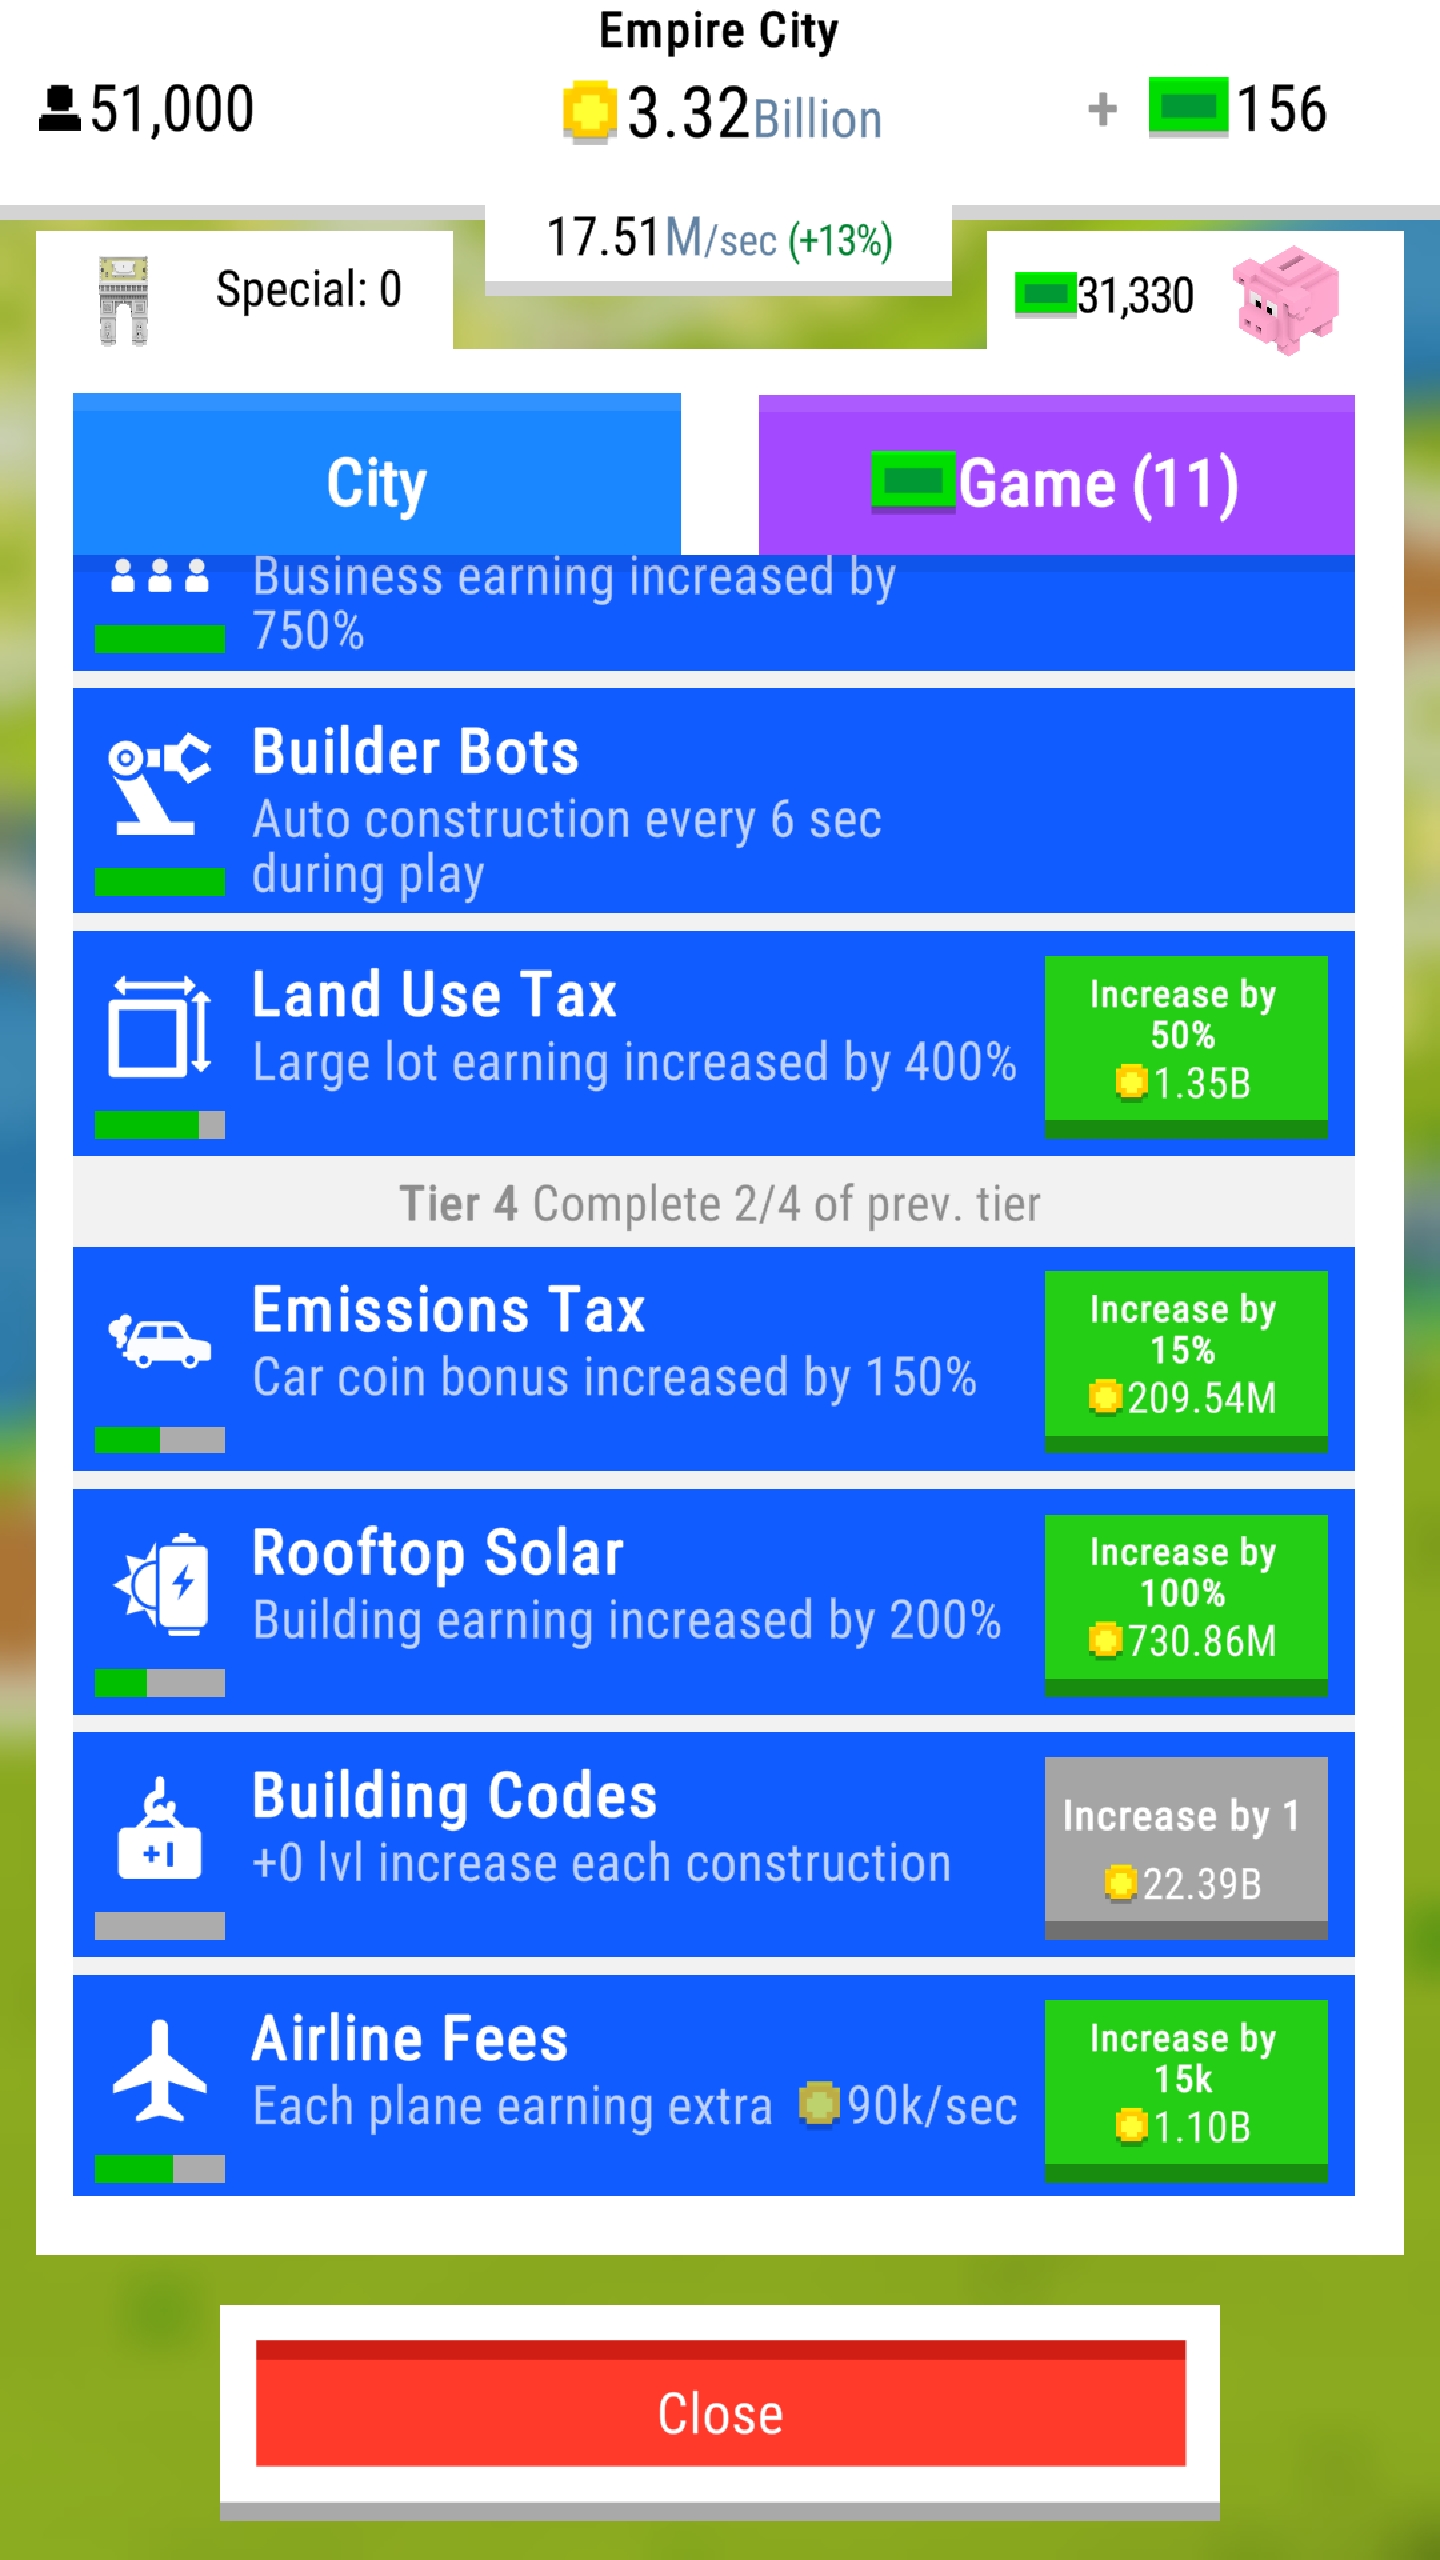 Empire City
51,000
3.32Billion
+ 156
17.51M/sec (+13%)
Special: 0
31,330
City
Game (11)
Business earning increased by
750%
Builder Bots
Auto construction every 6 sec
during play
Land Use Tax
Large lot earning increased by 400%
Increase by
50%
1.35B
Tier 4 Complete 2/4 of prev. tier
Emissions Tax
Car coin bonus increased by 150%
Increase by
15%
209.54M
Rooftop Solar
Building earning increased by 200%
Increase by
100%
730.86M
+1
Building Codes
+0 lvl increase each construction
Increase by 1
22.39B
Airline Fees
Each plane earning extra 90k/sec
Increase by
15k
1.10B
Close